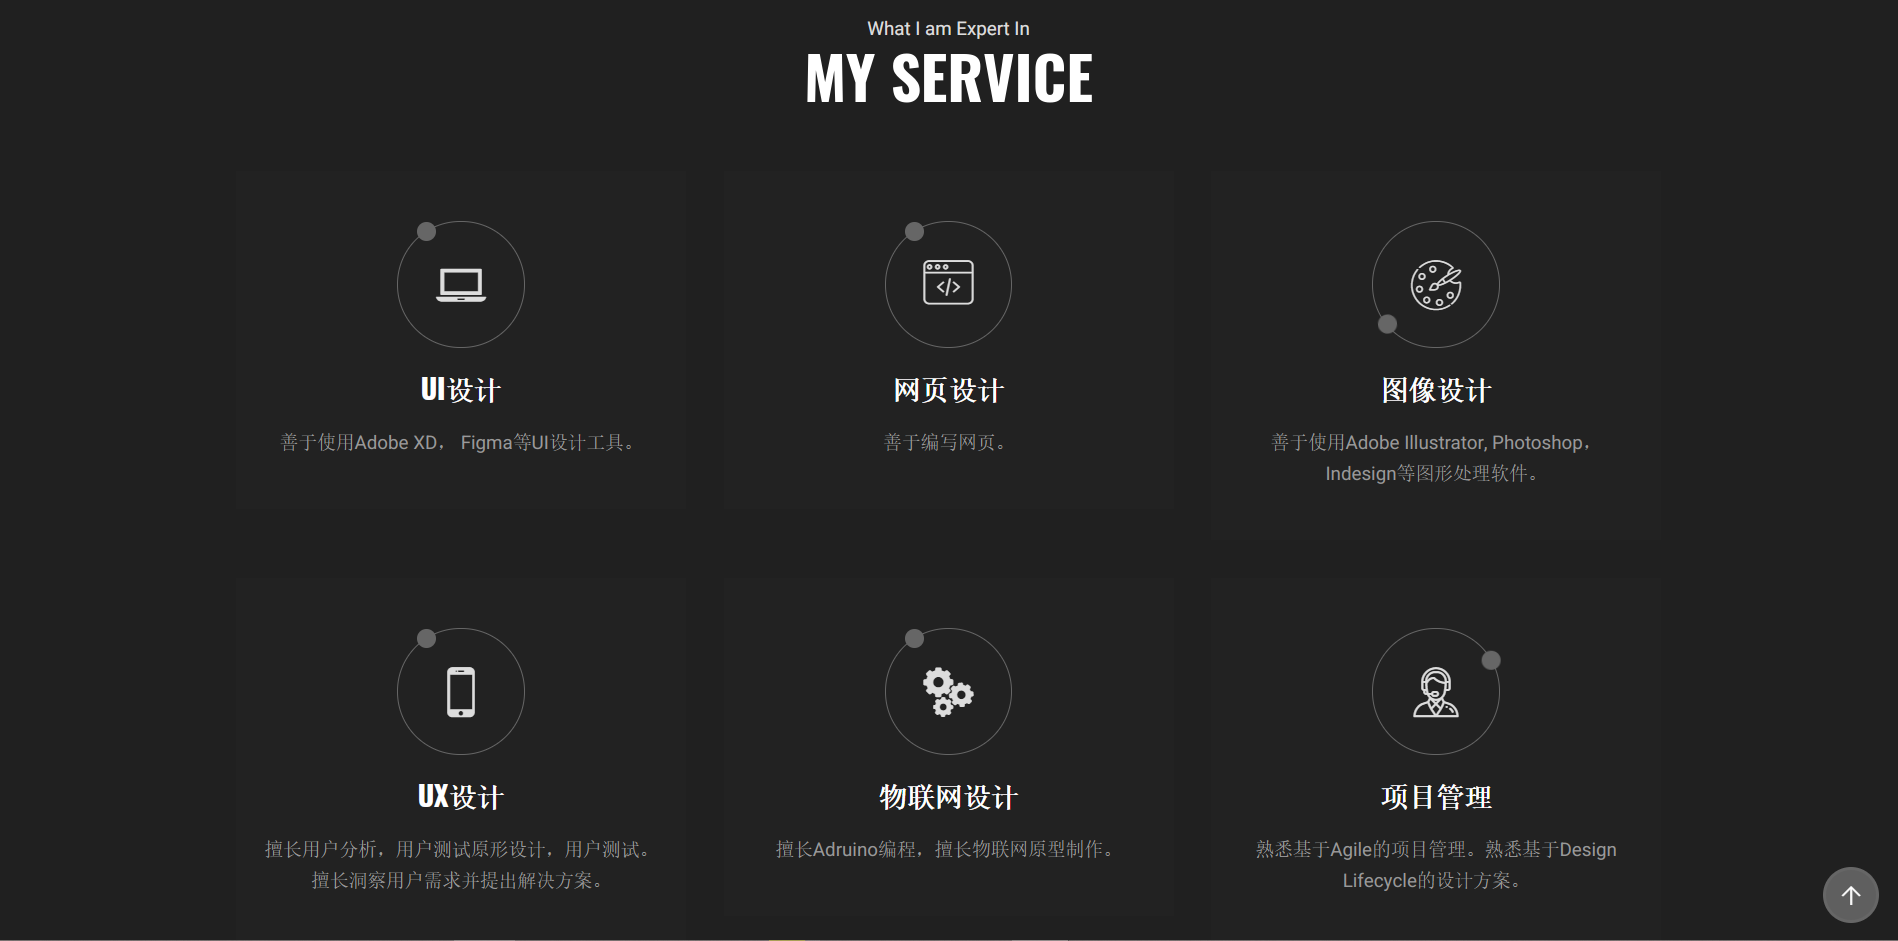 What I am Expert In
MY SERVICE
UI设计
善于使用Adobe XD， Figma等UI设计工具。
网页设计
善于编写网页。
图像设计
善于使用Adobe Illustrator, Photoshop，
Indesign等图形处理软件。
UX设计
擅长用户分析，用户测试原形设计，用户测试。
擅长洞察用户需求并提出解决方案。
物联网设计
擅长Adruino编程，擅长物联网原型制作。
项目管理
熟悉基于Agile的项目管理。熟悉基于Design
Lifecycle的设计方案。